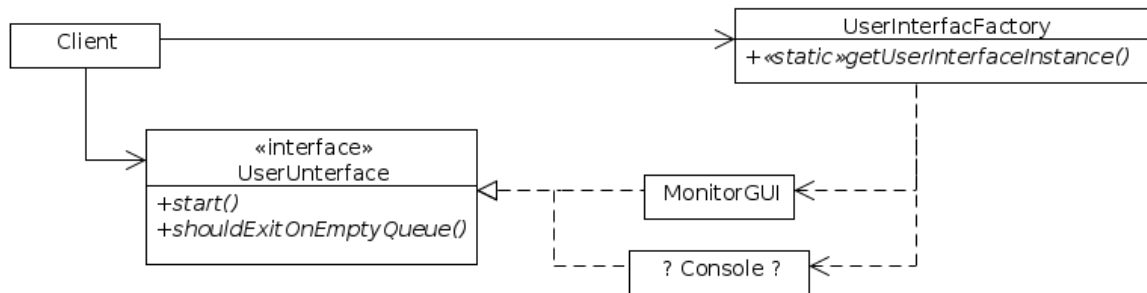 Client
UserInterfacFactory
+ «static»getUserInterfaceInstance()
«interface»
UserUnterface
+start()
+shouldExitOnEmptyQueue()
MonitorGUI
? Console ?